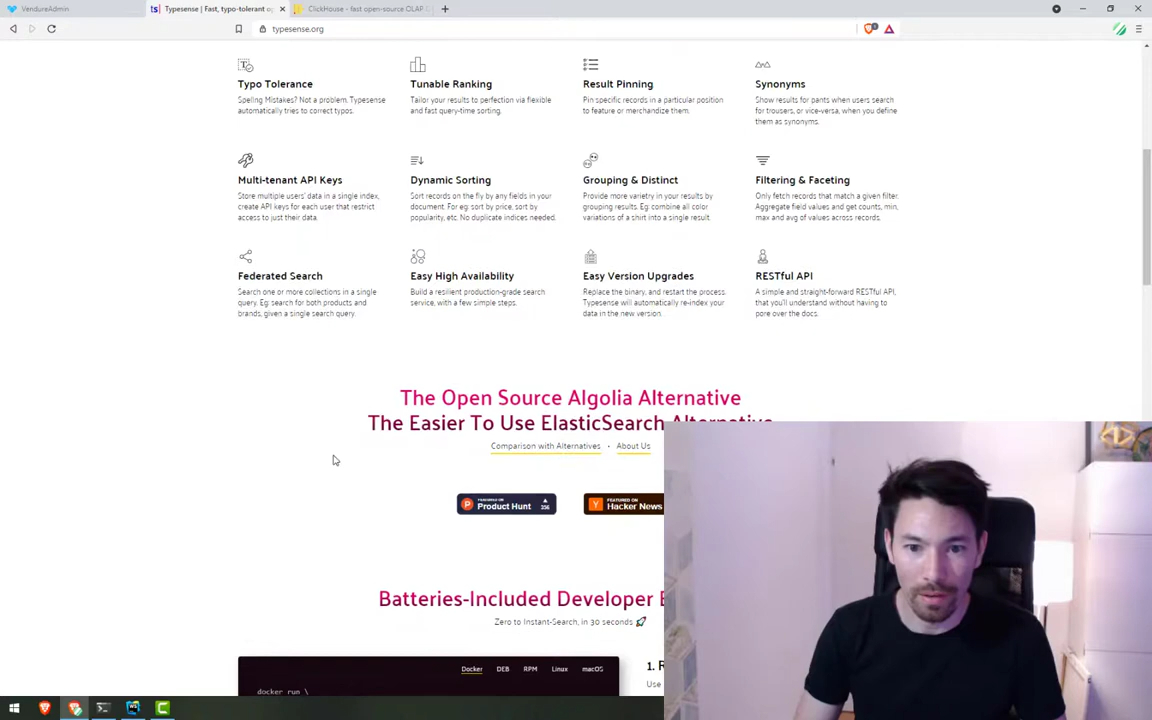 VendureAdmin
Typesense | Fast, typo-tolerant o
ClickHouse - fast open-source OLAP
typesense.org
Typo Tolerance
Speling Mistakes? Not a problem. Typesense
automatically tries to correct typos.
Tunable Ranking
Tailor your results to perfection via flexible
and fast query-time sorting.
Result Pinning
Pin specific records in a particular position
to feature or merchandize them.
Synonyms
Show results for pants when users search
for trousers, or vice-versa, when you define
them as synonyms.
Multi-tenant API Keys
Store multiple users' data in a single index,
create API keys for each user that restrict
access to just their data.
Dynamic Sorting
Sort records on the fly by any fields in your
document. For eg: sort by price, sort by
popularity, etc. No duplicate indices needed.
Grouping & Distinct
Provide more varietry in your results by
grouping results. Eg: combine all color
variations of a shirt into a single result.
Filtering & Faceting
Only fetch records that match a given filter.
Aggregate field values and get counts, min,
max and avg of values across records.
Federated Search
Search one or more collections in a single
query. Eg: search for both products and
brands, given a single search query.
Easy High Availability
Build a resilient production-grade search
service, with a few simple steps.
Easy Version Upgrades
Replace the binary, and restart the process.
Typesense will automatically re-index your
data in the new version.
RESTful API
A simple and straight-forward RESTful API,
that you'll understand without having to
pore over the docs.
The Open Source Algolia Alternative
The Easier To Use ElasticSearch Alternative
Comparison with Alternatives • About Us
FEATURED ON
Product Hunt
356
FEATURED ON
Hacker News
Batteries-Included Developer E
Zero to Instant-Search, in 30 seconds
Docker DEB RPM Linux macOS
docker run \
1. R
Use